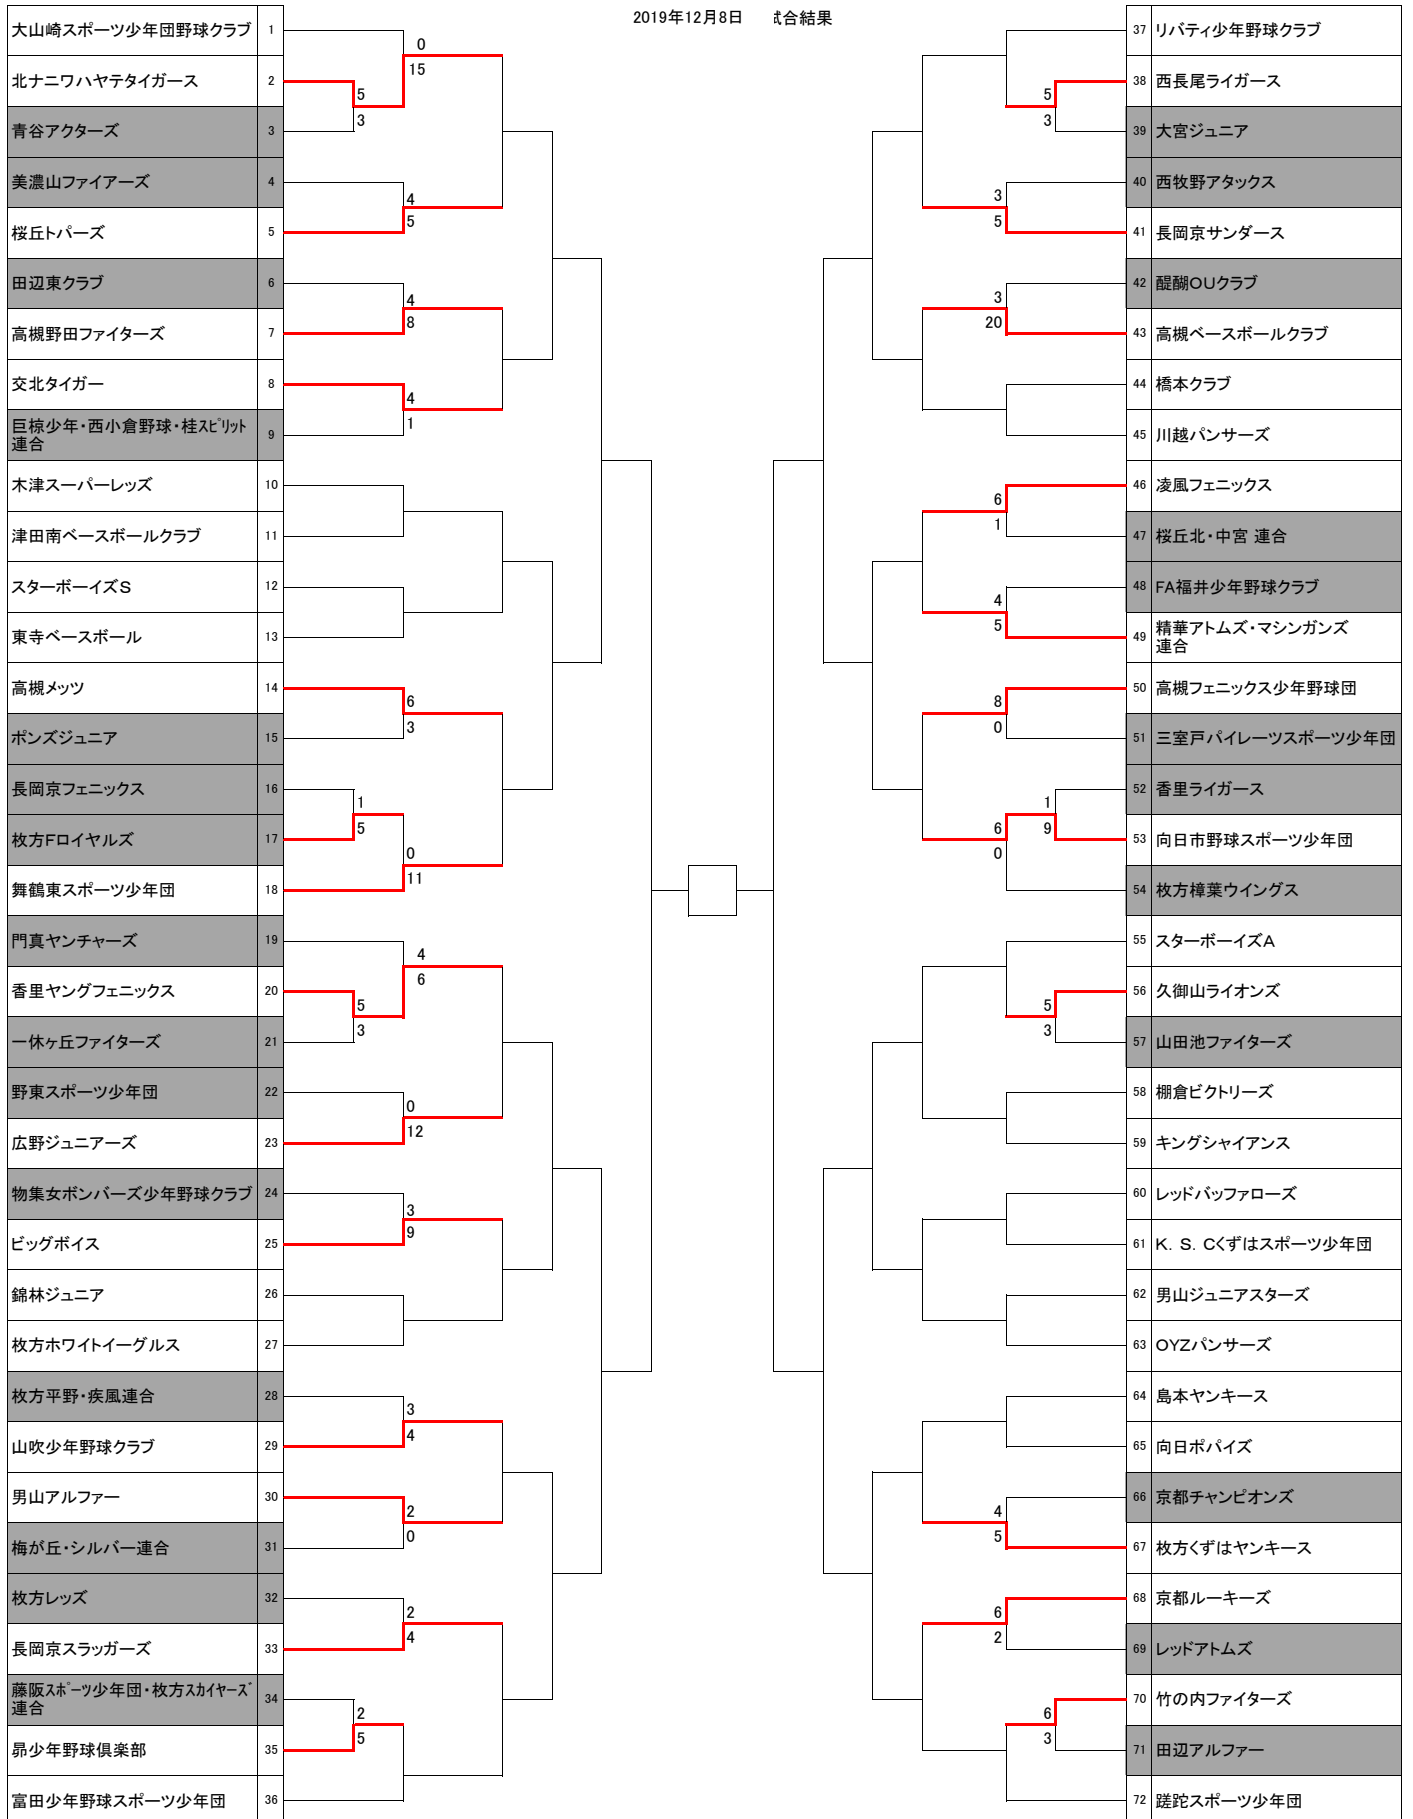 2019年12月8日 試合結果
大山崎スポーツ少年団野球クラブ 1
0
15
北ナニワハヤテタイガース 2
5
3
青谷アクターズ 3
美濃山ファイアーズ 4
4
5
桜丘トパーズ 5
田辺東クラブ 6
4
8
高槻野田ファイターズ 7
交北タイガー 8
4
1
巨椋少年・西小倉野球・桂スピリット
連合 9
木津スーパーレッズ 10
津田南ベースボールクラブ 11
スターボーイズS 12
東寺ベースボール 13
高槻メッツ 14
6
3
ポンズジュニア 15
長岡京フェニックス 16
1
5
枚方Fロイヤルズ 17
0
11
舞鶴東スポーツ少年団 18
門真ヤンチャーズ 19
4
6
香里ヤングフェニックス 20
5
3
一休ヶ丘ファイターズ 21
野東スポーツ少年団 22
0
12
広野ジュニアーズ 23
物集女ボンバーズ少年野球クラブ 24
3
9
ビッグボイス 25
錦林ジュニア 26
枚方ホワイトイーグルス 27
枚方平野・疾風連合 28
3
4
山吹少年野球クラブ 29
男山アルファー 30
2
0
梅が丘・シルバー連合 31
枚方レッズ 32
2
4
長岡京スラッガーズ 33
藤阪スポーツ少年団・枚方スカイヤーズ
連合 34
2
5
昴少年野球倶楽部 35
富田少年野球スポーツ少年団 36
37 リバティ少年野球クラブ
38 西長尾ライガース
5
3
39 大宮ジュニア
40 西牧野アタックス
3
5
41 長岡京サンダース
42 醍醐OUクラブ
3
20
43 高槻ベースボールクラブ
44 橋本クラブ
45 川越パンサーズ
46 凌風フェニックス
6
1
47 桜丘北・中宮 連合
48 FA福井少年野球クラブ
4
5
49 精華アトムズ・マシンガンズ
連合
50 高槻フェニックス少年野球団
8
0
51 三室戸パイレーツスポーツ少年団
52 香里ライガース
1
9
53 向日市野球スポーツ少年団
6
0
54 枚方樟葉ウイングス
55 スターボーイズA
56 久御山ライオンズ
5
3
57 山田池ファイターズ
58 棚倉ビクトリーズ
59 キングシャイアンス
60 レッドバッファローズ
61 K．S．Cくずはスポーツ少年団
62 男山ジュニアスターズ
63 OYZパンサーズ
64 島本ヤンキース
65 向日ポパイズ
66 京都チャンピオンズ
4
5
67 枚方くずはヤンキース
68 京都ルーキーズ
6
2
69 レッドアトムズ
70 竹の内ファイターズ
6
3
71 田辺アルファー
72 蹉跎スポーツ少年団